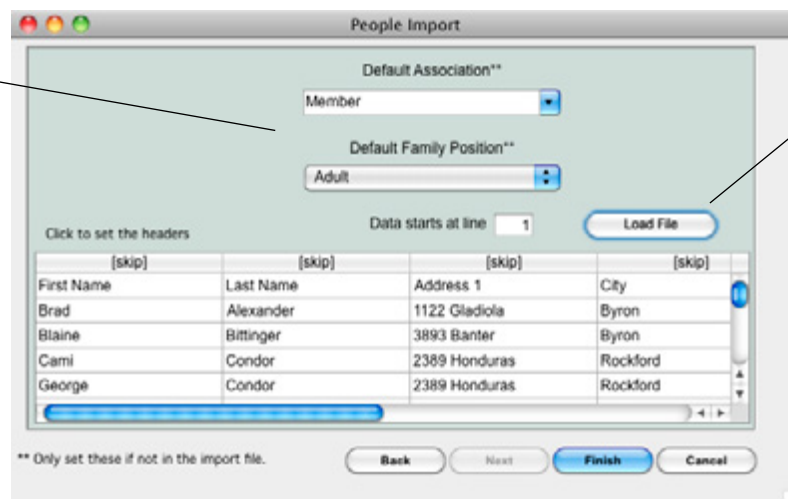 People Import
Default Association**
Member
Default Family Position**
Adult
Click to set the headers
Data starts at line 1 Load File
[skip] [skip] [skip] [skip]
First Name Last Name Address 1 City
Brad Alexander 1122 Gladiola Byron
Blaine Bittinger 3893 Banter Byron
Cami Condor 2389 Honduras Rockford
George Condor 2389 Honduras Rockford
** Only set these if not in the import file. Back Next Finish Cancel